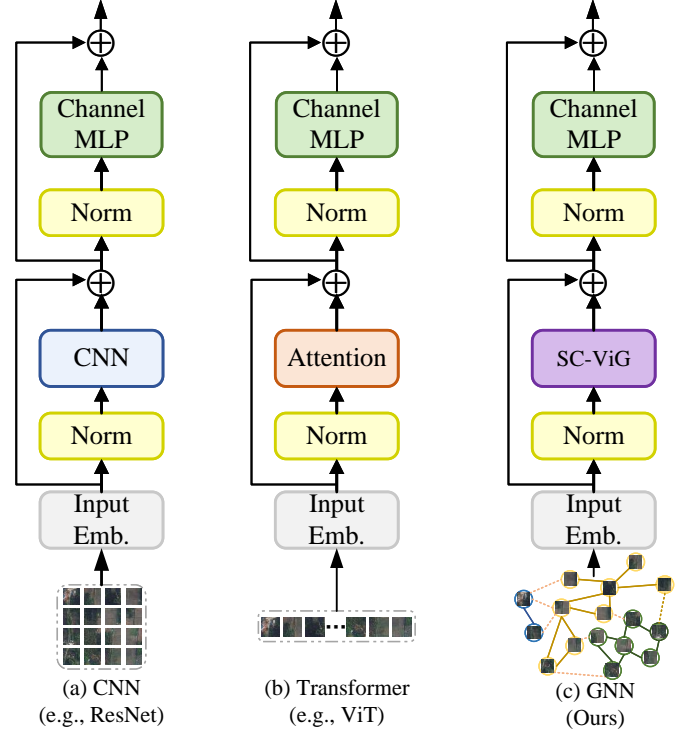 Channel
MLP
Norm
CNN
Norm
Input
Emb.
(a) CNN
(e.g., ResNet)
Channel
MLP
Norm
Attention
Norm
Input
Emb.
(b) Transformer
(e.g., ViT)
Channel
MLP
Norm
SC-ViG
Norm
Input
Emb.
(c) GNN
(Ours)